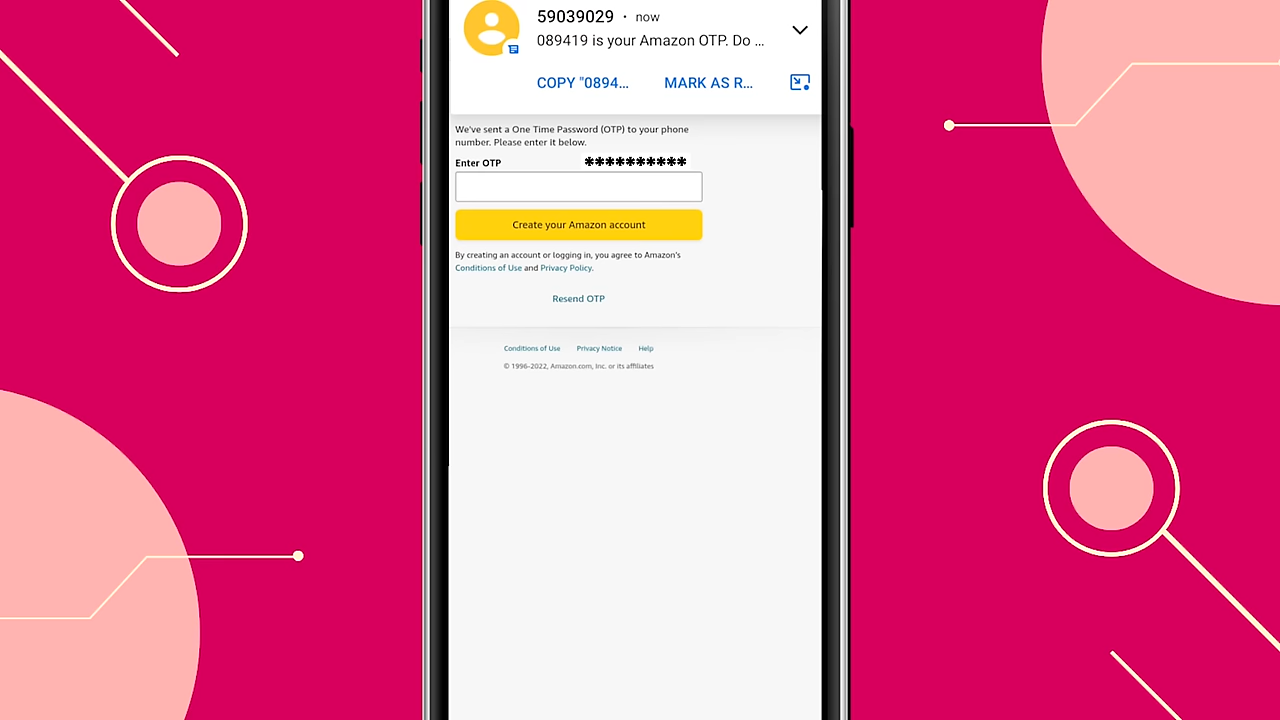 59039029 · now
089419 is your Amazon OTP. Do ...
COPY "0894... MARK AS R...
We've sent a One Time Password (OTP) to your phone
number. Please enter it below.
Enter OTP **********
Create your Amazon account
By creating an account or logging in, you agree to Amazon's
Conditions of Use and Privacy Policy.
Resend OTP
Conditions of Use Privacy Notice Help
© 1996-2022, Amazon.com, Inc. or its affiliates